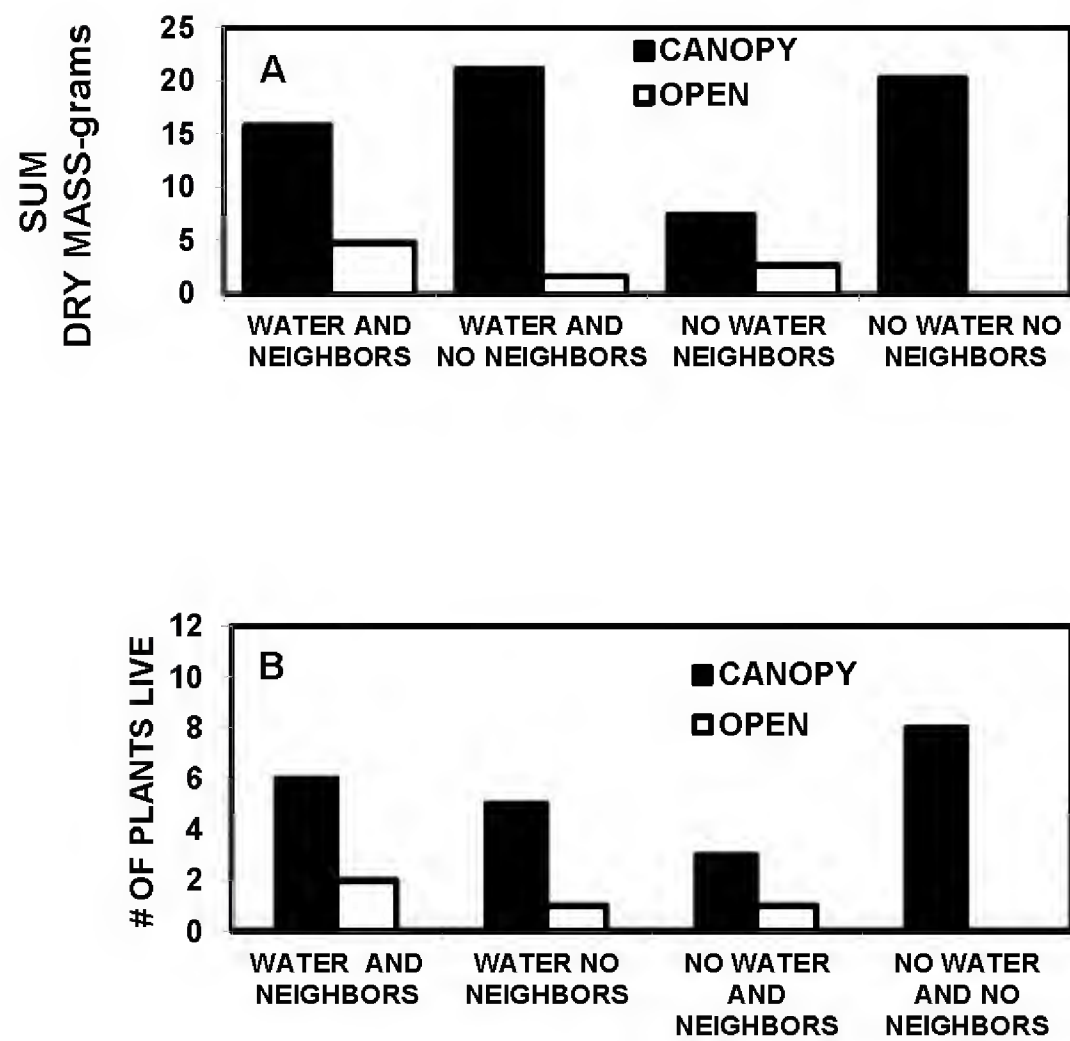 SUM
DRY MASS-grams
25
20
15
10
5
0
A
CANOPY
OPEN
WATER AND
NEIGHBORS
WATER AND
NO NEIGHBORS
NO WATER
NEIGHBORS
NO WATER NO
NEIGHBORS
# OF PLANTS LIVE
12
10
8
6
4
2
0
B
CANOPY
OPEN
WATER AND
NEIGHBORS
WATER NO
NEIGHBORS
NO WATER
AND
NEIGHBORS
NO WATER
AND NO
NEIGHBORS